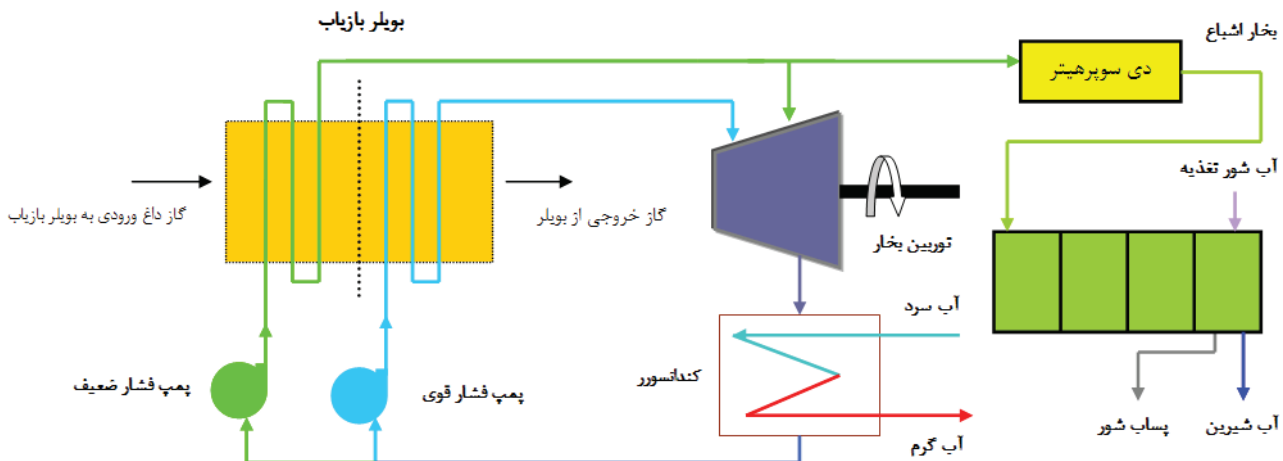 بویلر بازیاب
بخار اشباع
دی سوپرهیتر
آب شور تغذیه
گاز داغ ورودی به بویلر بازیاب
گاز خروجی از بویلر
توربین بخار
آب سرد
کندانسورر
پمپ فشار ضعیف
پمپ فشار قوی
آب گرم
پساب شور
آب شیرین